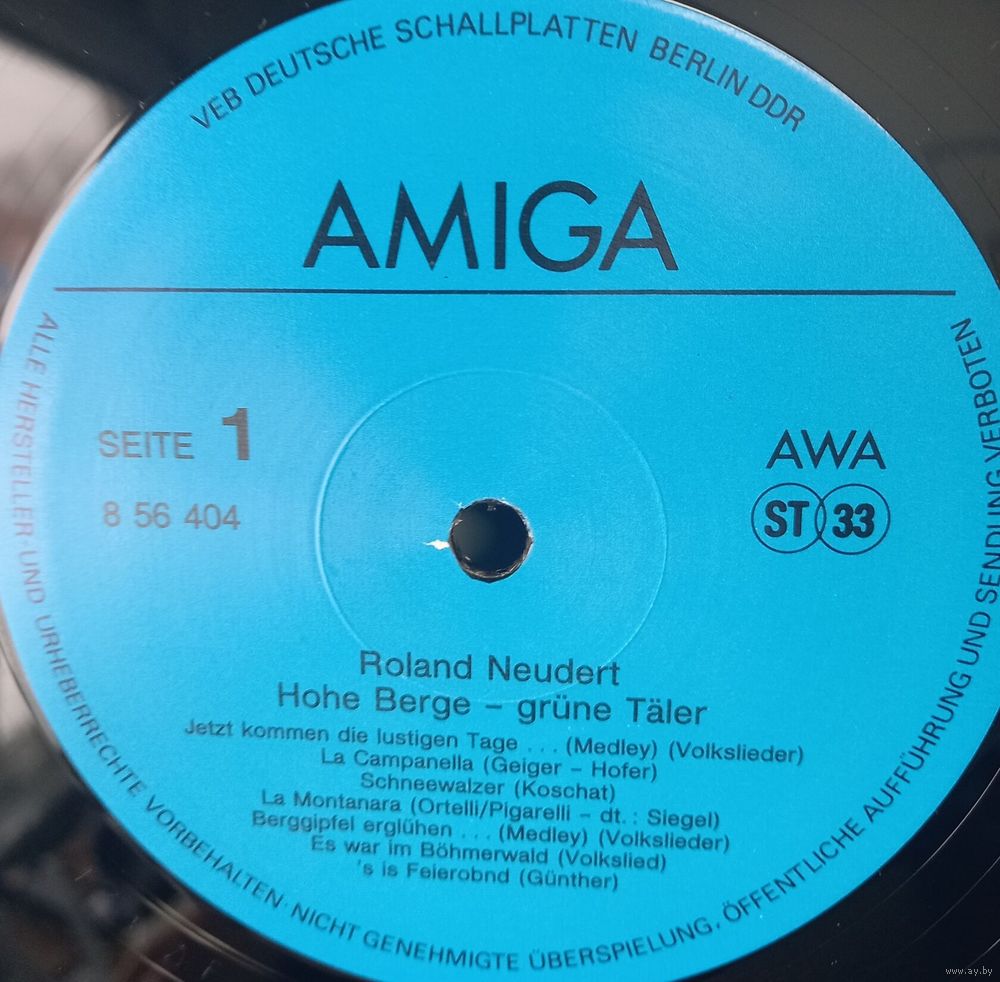 VEB DEUTSCHE SCHALLPLATTEN BERLIN DDR
AMIGA
SEITE 1
8 56 404
AWA
ST 33
Roland Neudert
Hohe Berge – grüne Täler
Jetzt kommen die lustigen Tage . . . (Medley) (Volkslieder)
La Campanella (Geiger – Hofer)
Schneewalzer (Koschat)
La Montanara (Ortelli/Pigarelli – dt.: Siegel)
Berggipfel erglühen . . . (Medley) (Volkslieder)
Es war im Böhmerwald (Volkslied)
's is Feierobnd (Günther)
ALLE HERSTELLER- UND URHEBERRECHTE VORBEHALTEN · NICHT GENEHMIGTE ÜBERSPIELUNG, ÖFFENTLICHE AUFFÜHRUNG UND SENDUNG VERBOTEN
www.ay.by